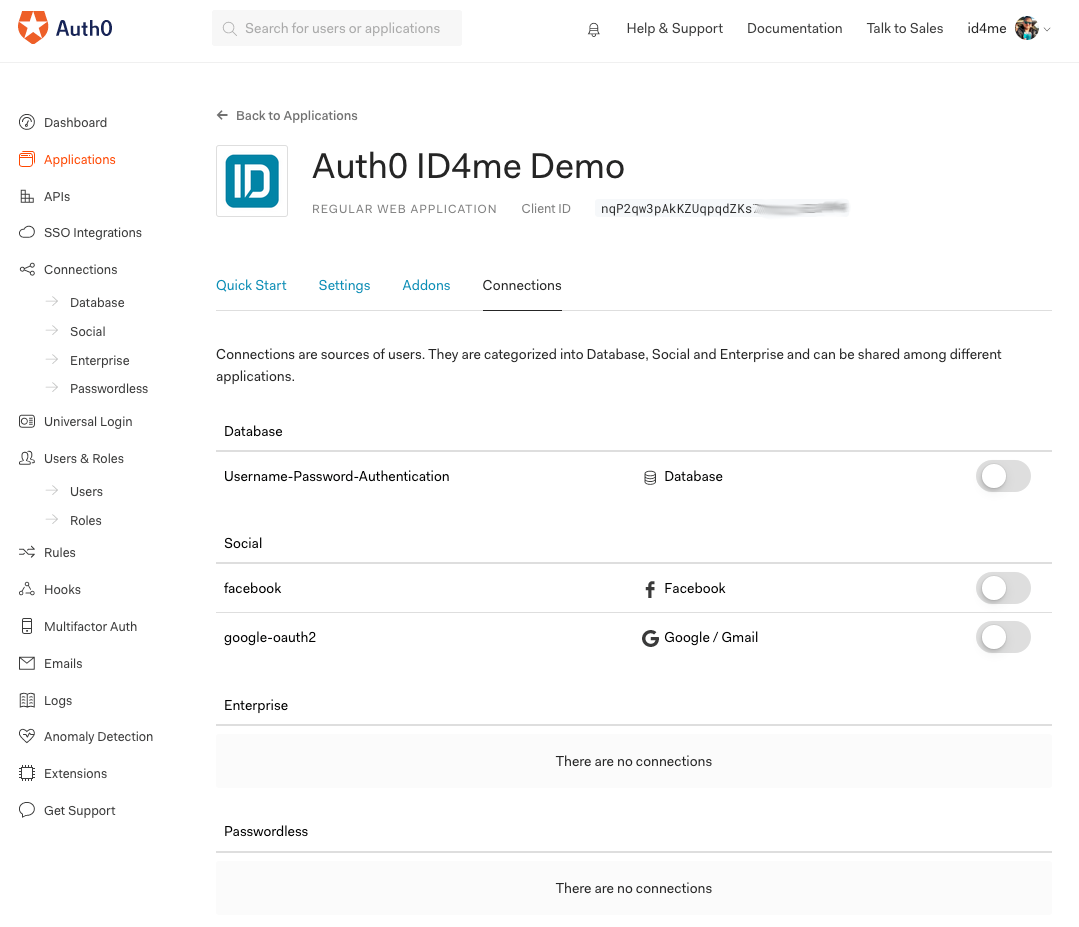 Auth0
Search for users or applications
Help & Support
Documentation
Talk to Sales
id4me
Dashboard
Applications
APIs
SSO Integrations
Connections
Database
Social
Enterprise
Passwordless
Universal Login
Users & Roles
Users
Roles
Rules
Hooks
Multifactor Auth
Emails
Logs
Anomaly Detection
Extensions
Get Support
Back to Applications
ID
Auth0 ID4me Demo
REGULAR WEB APPLICATION
Client ID
nqP2qw3pAkKZUqpqdZKs
Quick Start
Settings
Addons
Connections
Connections are sources of users. They are categorized into Database, Social and Enterprise and can be shared among different
applications.
Database
Username-Password-Authentication
Database
Social
facebook
Facebook
google-oauth2
Google / Gmail
Enterprise
There are no connections
Passwordless
There are no connections